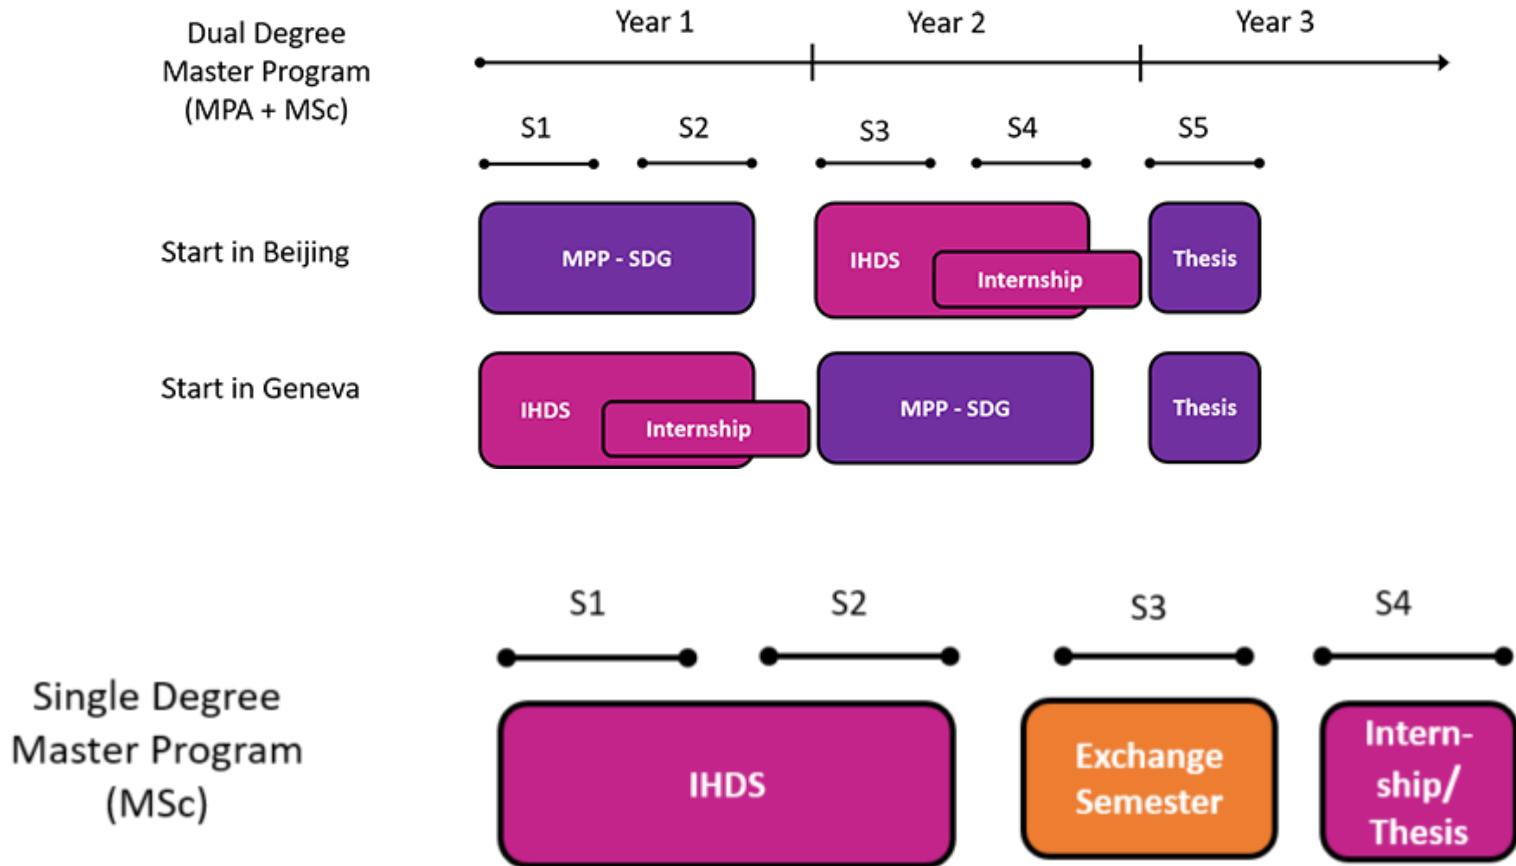 Dual Degree
Master Program
(MPA + MSc)
Year 1
Year 2
Year 3
S1
S2
S3
S4
S5
Start in Beijing
MPP - SDG
IHDS
Internship
Thesis
Start in Geneva
IHDS
Internship
MPP - SDG
Thesis
Single Degree
Master Program
(MSc)
S1
S2
S3
S4
IHDS
Exchange
Semester
Intern-
ship/
Thesis